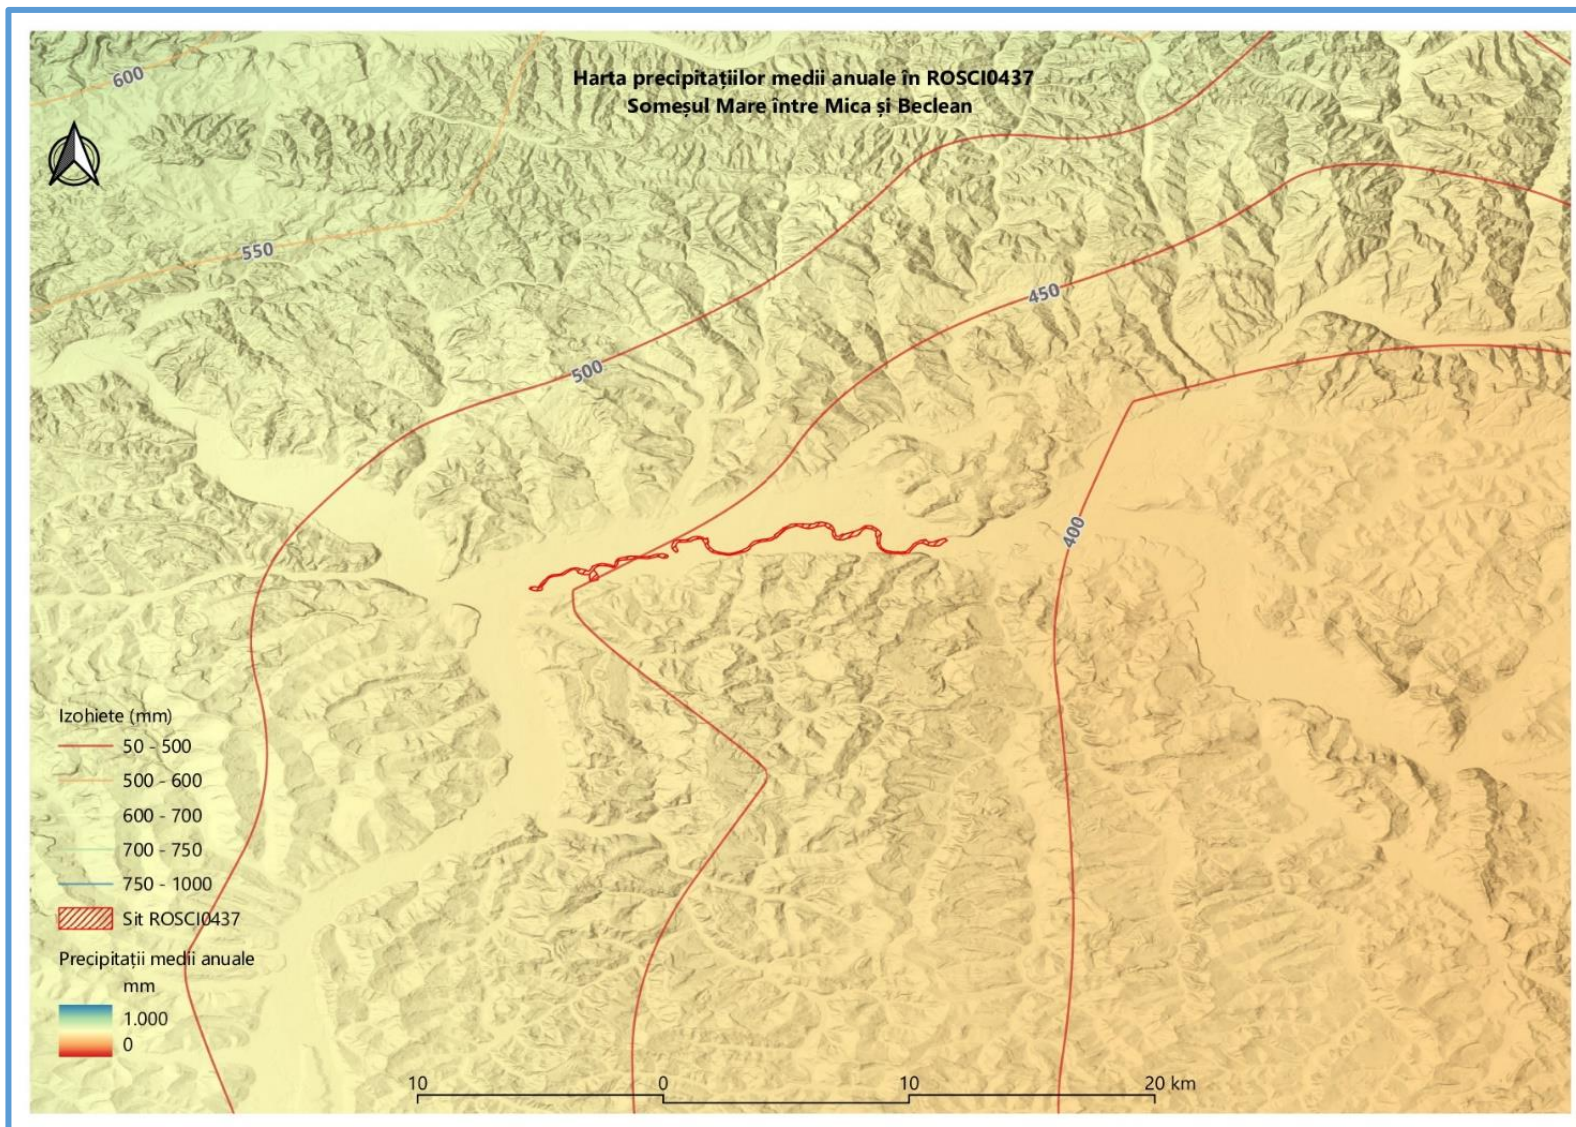 Harta precipitațiilor medii anuale în ROSCI0437
Someșul Mare între Mica și Beclean
600
550
500
450
400
Izohiete (mm)
50 - 500
500 - 600
600 - 700
700 - 750
750 - 1000
Sit ROSCI0437
Precipitații medii anuale
mm
1.000
0
10 0 10 20 km